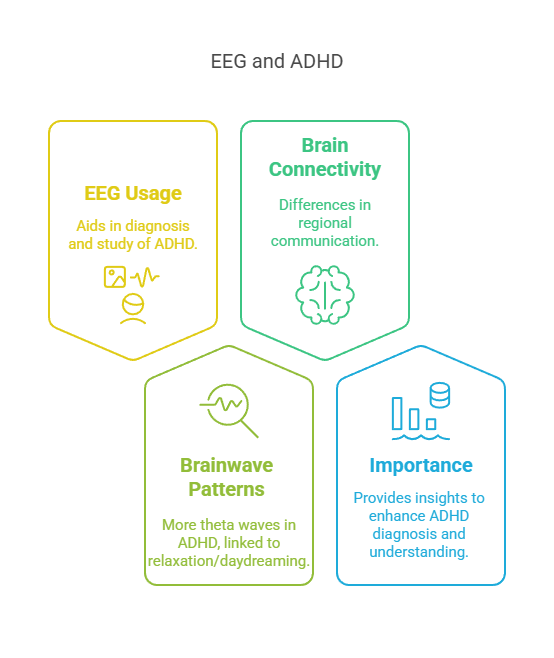 EEG and ADHD
EEG Usage
Aids in diagnosis
and study of ADHD.
Brain
Connectivity
Differences in
regional
communication.
Brainwave
Patterns
More theta waves in
ADHD, linked to
relaxation/daydreaming.
Importance
Provides insights to
enhance ADHD
diagnosis and
understanding.